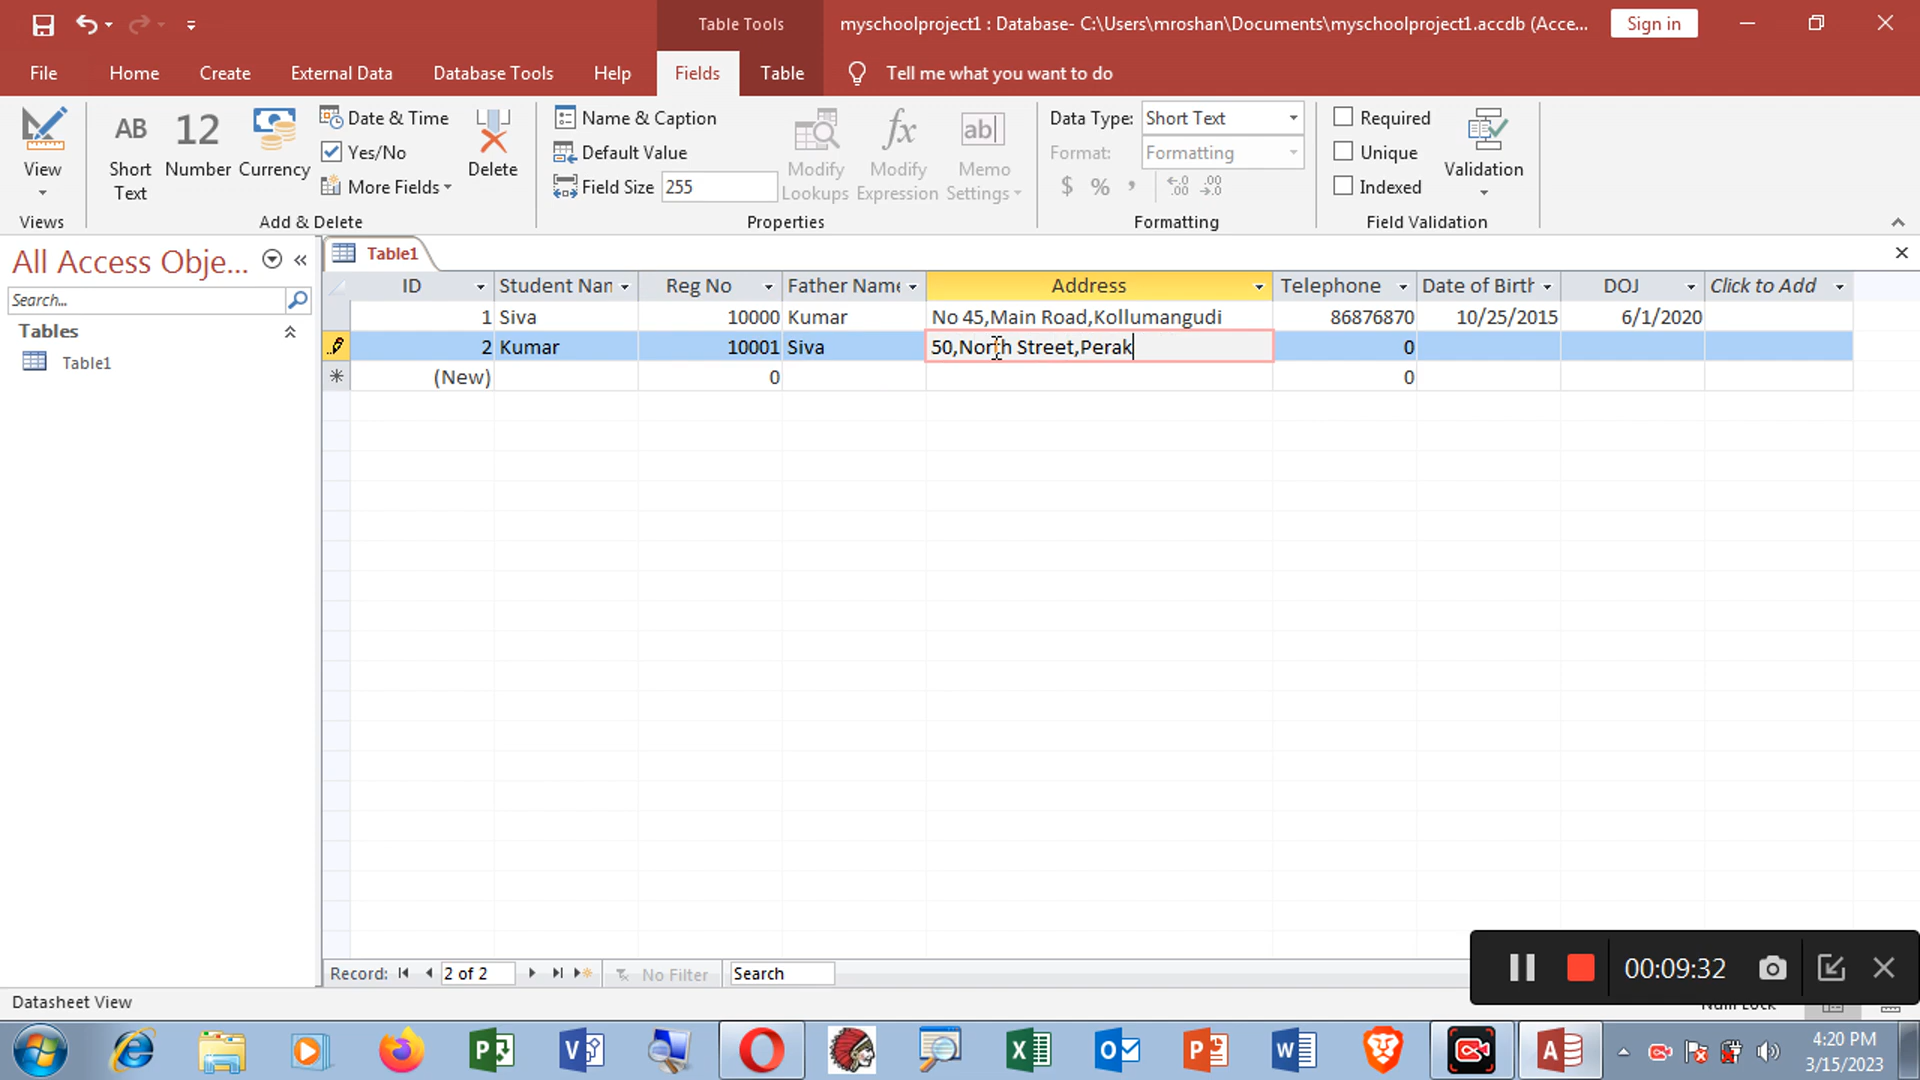 Table Tools
myschoolproject1 : Database- C:\Users\mroshan\Documents\myschoolproject1.accdb (Acce...
Sign in
File Home Create External Data Database Tools Help Fields Table Tell me what you want to do
View
Views
AB
Short
Text
12
Number
Currency
Date & Time
Yes/No
More Fields
Delete
Add & Delete
Name & Caption
Default Value
Field Size 255
Modify
Lookups
fx
Modify
Expression
ab
Memo
Settings
Properties
Data Type: Short Text
Format: Formatting
$ % , ←.0 .00 .00 →.0
Formatting
Required
Unique
Indexed
Validation
Field Validation
All Access Obje...
Search...
Tables
Table1
Table1
ID Student Nan Reg No Father Name Address Telephone Date of Birth DOJ Click to Add
1 Siva 10000 Kumar No 45,Main Road,Kollumangudi 86876870 10/25/2015 6/1/2020
2 Kumar 10001 Siva 50,North Street,Perak 0
(New) 0 0
Record: 2 of 2 No Filter Search
00:09:32
Datasheet View
4:20 PM
3/15/2023